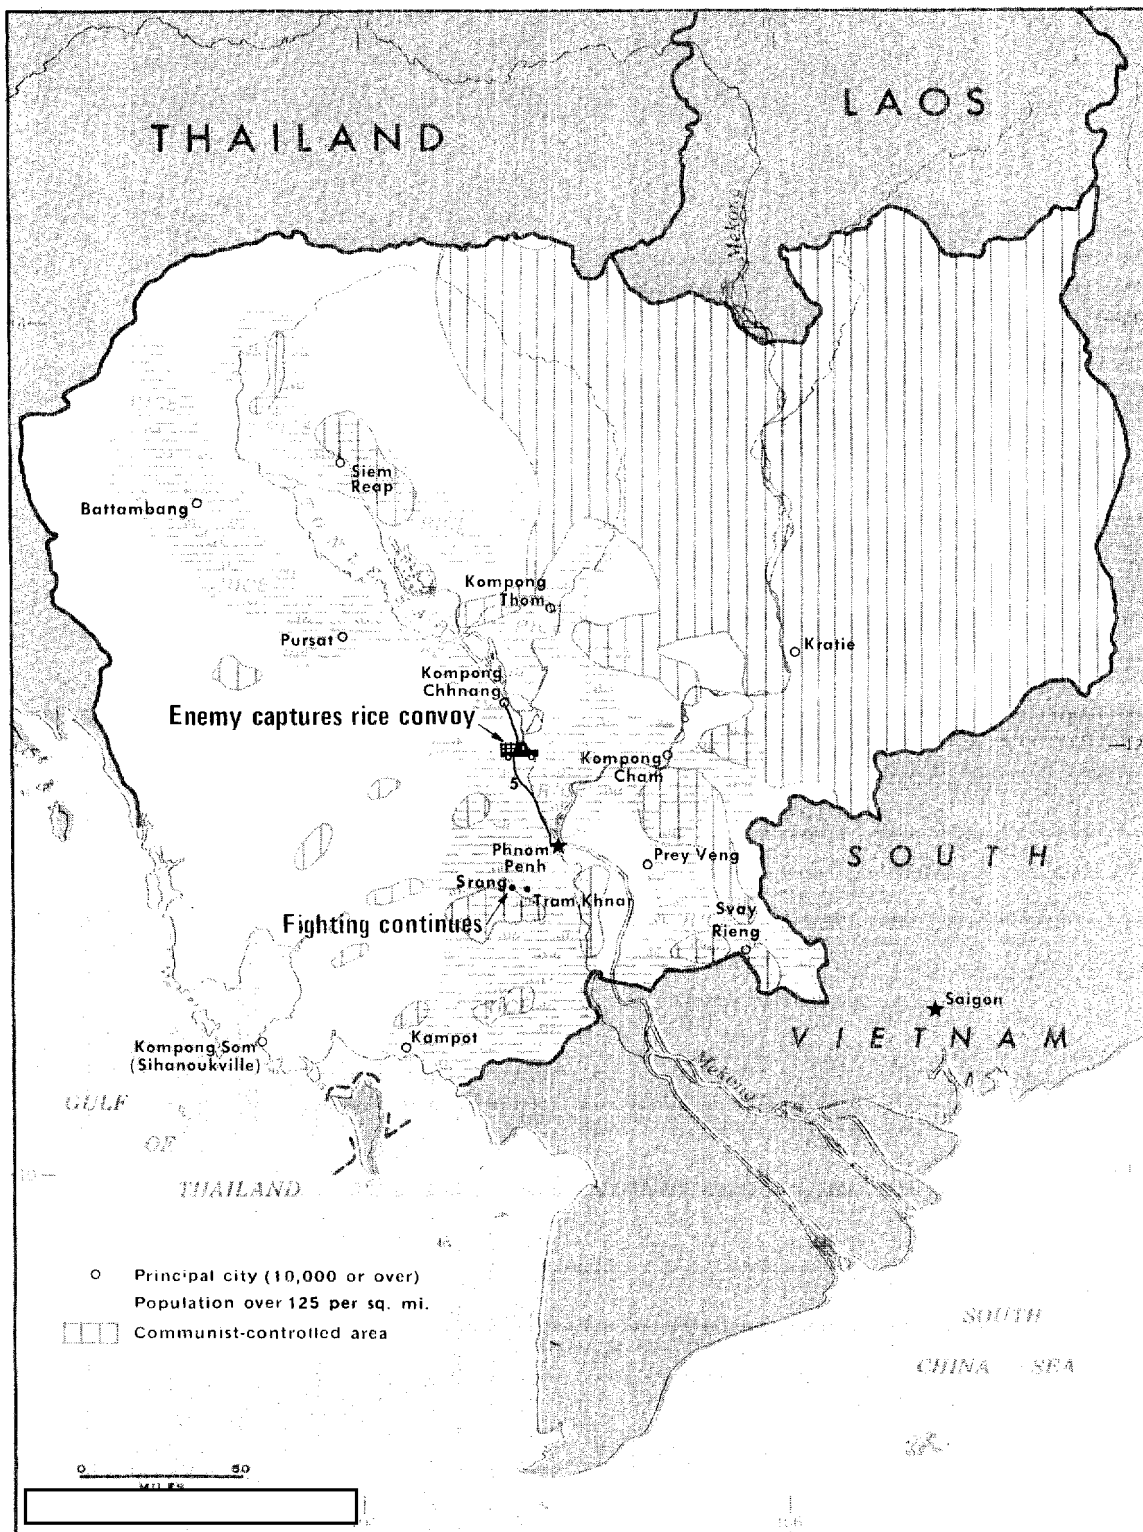 THAILAND
LAOS
Mekong
Siem
Reap
Battambang
Kompong
Thom
Pursat
Kratie
Kompong
Chhnang
Enemy captures rice convoy
12
Kompong
Cham
5
SOUTH
Phnom
Penh
Prey Veng
Srang
Tram Khnar
Svay
Rieng
Fighting continues
Saigon
VIETNAM
Kompong Som
(Sihanoukville)
Kampot
Mekong
GULF
OF
THAILAND
Principal city (10,000 or over)
Population over 125 per sq. mi.
Communist-controlled area
SOUTH
CHINA SEA
0 50
MILES